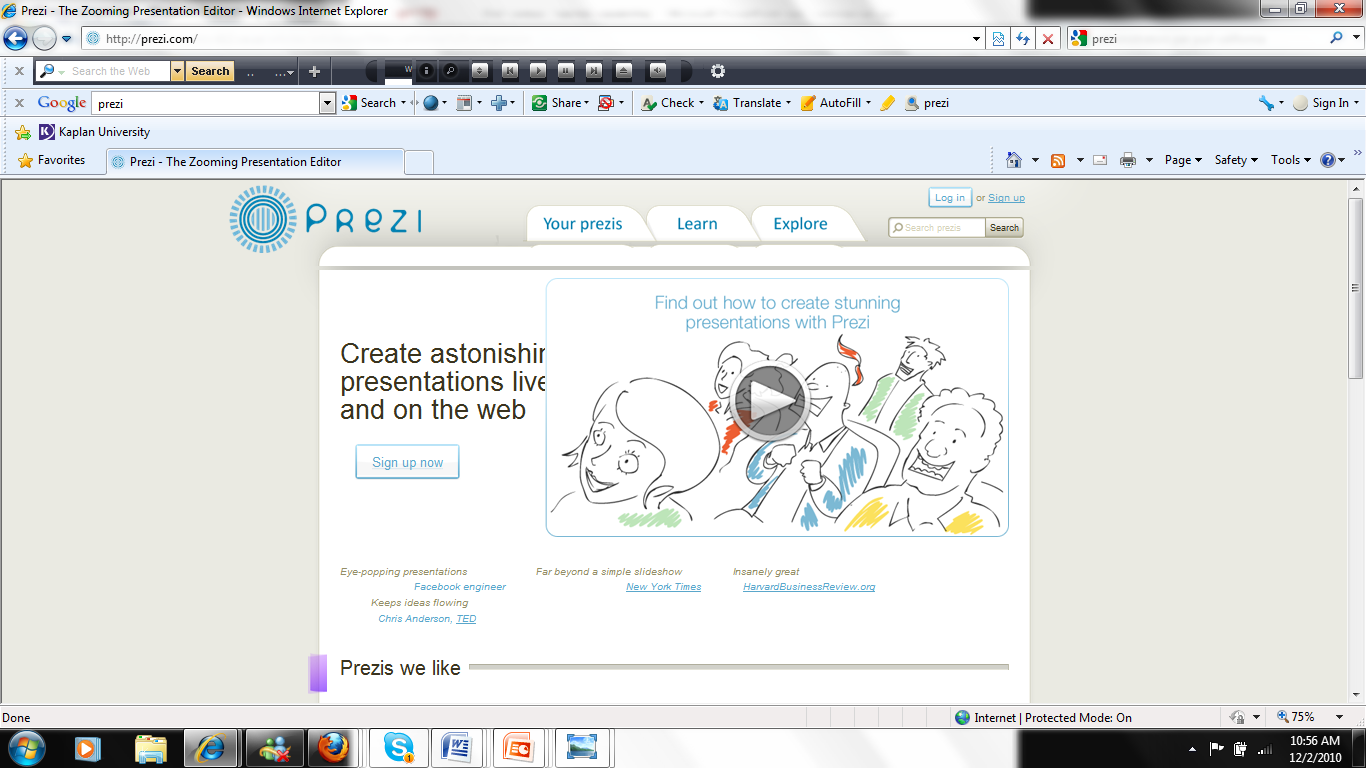 Prezi - The Zooming Presentation Editor - Windows Internet Explorer
http://prezi.com/
prezi
Search the Web
Search
W
Google
prezi
Search
Share
Check
Translate
AutoFill
prezi
Sign In
Kaplan University
Favorites
Prezi - The Zooming Presentation Editor
Page
Safety
Tools
PREZI
Your prezis
Learn
Explore
Log in or Sign up
Search prezis
Search
Create astonishin
presentations live
and on the web
Sign up now
Find out how to create stunning
presentations with Prezi
Eye-popping presentations
Facebook engineer
Keeps ideas flowing
Chris Anderson, TED
Far beyond a simple slideshow
New York Times
Insanely great
HarvardBusinessReview.org
Prezis we like
Done
Internet | Protected Mode: On
75%
10:56 AM
12/2/2010